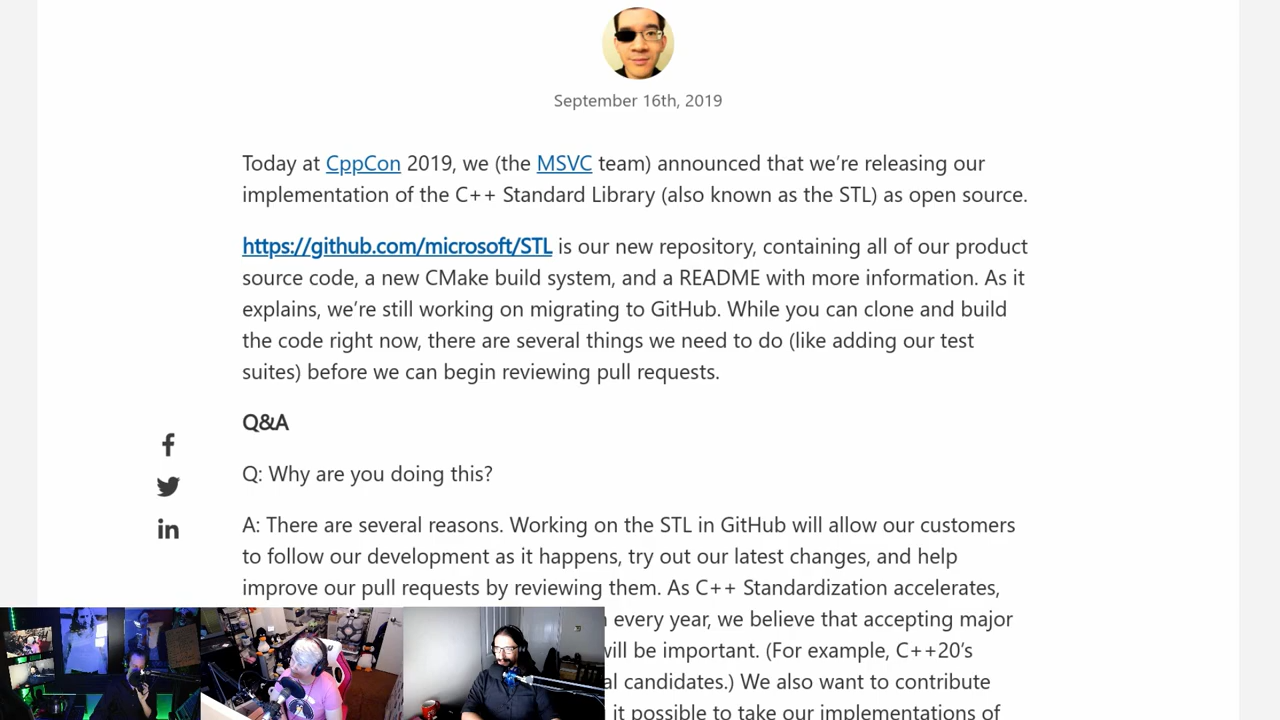 September 16th, 2019
Today at CppCon 2019, we (the MSVC team) announced that we’re releasing our
implementation of the C++ Standard Library (also known as the STL) as open source.
https://github.com/microsoft/STL is our new repository, containing all of our product
source code, a new CMake build system, and a README with more information. As it
explains, we’re still working on migrating to GitHub. While you can clone and build
the code right now, there are several things we need to do (like adding our test
suites) before we can begin reviewing pull requests.
Q&A
Q: Why are you doing this?
A: There are several reasons. Working on the STL in GitHub will allow our customers
to follow our development as it happens, try out our latest changes, and help
improve our pull requests by reviewing them. As C++ Standardization accelerates,
every year, we believe that accepting major
will be important. (For example, C++20’s
candidates.) We also want to contribute
it possible to take our implementations of